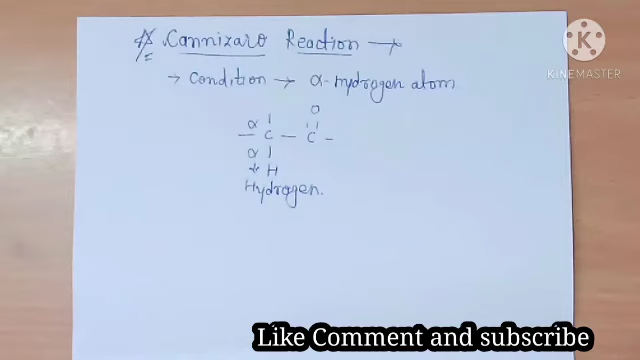 Cannizaro Reaction →
→ Condition → α-Hydrogen atom
O
α
— C — C –
α
H
Hydrogen.
K
KINEMASTER
Like Comment and subscribe